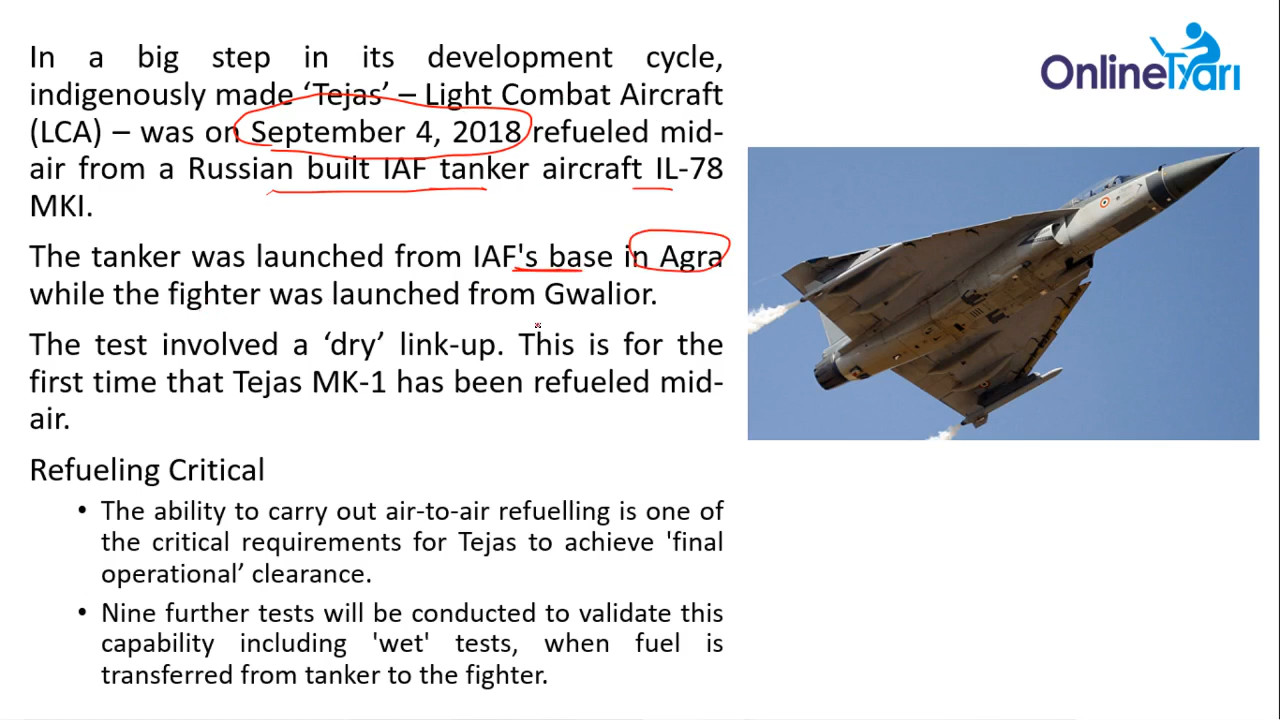 OnlineTyari
In a big step in its development cycle,
indigenously made ‘Tejas’ – Light Combat Aircraft
(LCA) – was on September 4, 2018 refueled mid-
air from a Russian built IAF tanker aircraft IL-78
MKI.
The tanker was launched from IAF's base in Agra
while the fighter was launched from Gwalior.
The test involved a ‘dry’ link-up. This is for the
first time that Tejas MK-1 has been refueled mid-
air.
Refueling Critical
• The ability to carry out air-to-air refuelling is one of
the critical requirements for Tejas to achieve 'final
operational’ clearance.
• Nine further tests will be conducted to validate this
capability including 'wet' tests, when fuel is
transferred from tanker to the fighter.